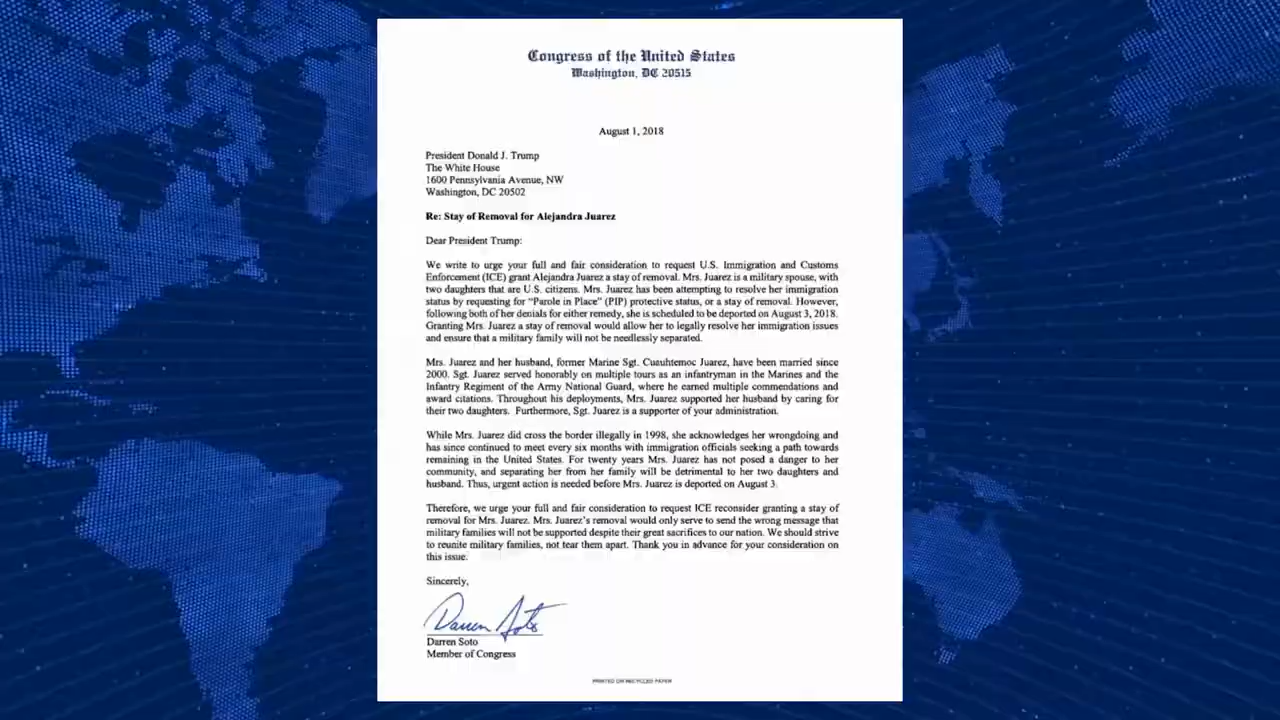 Congress of the United States
Washington, DC 20515
August 1, 2018
President Donald J. Trump
The White House
1600 Pennsylvania Avenue, NW
Washington, DC 20502
Re: Stay of Removal for Alejandra Juarez
Dear President Trump:
We write to urge your full and fair consideration to request U.S. Immigration and Customs
Enforcement (ICE) grant Alejandra Juarez a stay of removal. Mrs. Juarez is a military spouse, with
two daughters that are U.S. citizens. Mrs. Juarez has been attempting to resolve her immigration
status by requesting for “Parole in Place” (PIP) protective status, or a stay of removal. However,
following both of her denials for either remedy, she is scheduled to be deported on August 3, 2018.
Granting Mrs. Juarez a stay of removal would allow her to legally resolve her immigration issues
and ensure that a military family will not be needlessly separated.
Mrs. Juarez and her husband, former Marine Sgt. Cuauhtemoc Juarez, have been married since
2000. Sgt. Juarez served honorably on multiple tours as an infantryman in the Marines and the
Infantry Regiment of the Army National Guard, where he earned multiple commendations and
award citations. Throughout his deployments, Mrs. Juarez supported her husband by caring for
their two daughters. Furthermore, Sgt. Juarez is a supporter of your administration.
While Mrs. Juarez did cross the border illegally in 1998, she acknowledges her wrongdoing and
has since continued to meet every six months with immigration officials seeking a path towards
remaining in the United States. For twenty years Mrs. Juarez has not posed a danger to her
community, and separating her from her family will be detrimental to her two daughters and
husband. Thus, urgent action is needed before Mrs. Juarez is deported on August 3.
Therefore, we urge your full and fair consideration to request ICE reconsider granting a stay of
removal for Mrs. Juarez. Mrs. Juarez’s removal would only serve to send the wrong message that
military families will not be supported despite their great sacrifices to our nation. We should strive
to reunite military families, not tear them apart. Thank you in advance for your consideration on
this issue.
Sincerely,
Darren Soto
Darren Soto
Member of Congress
PRINTED ON RECYCLED PAPER